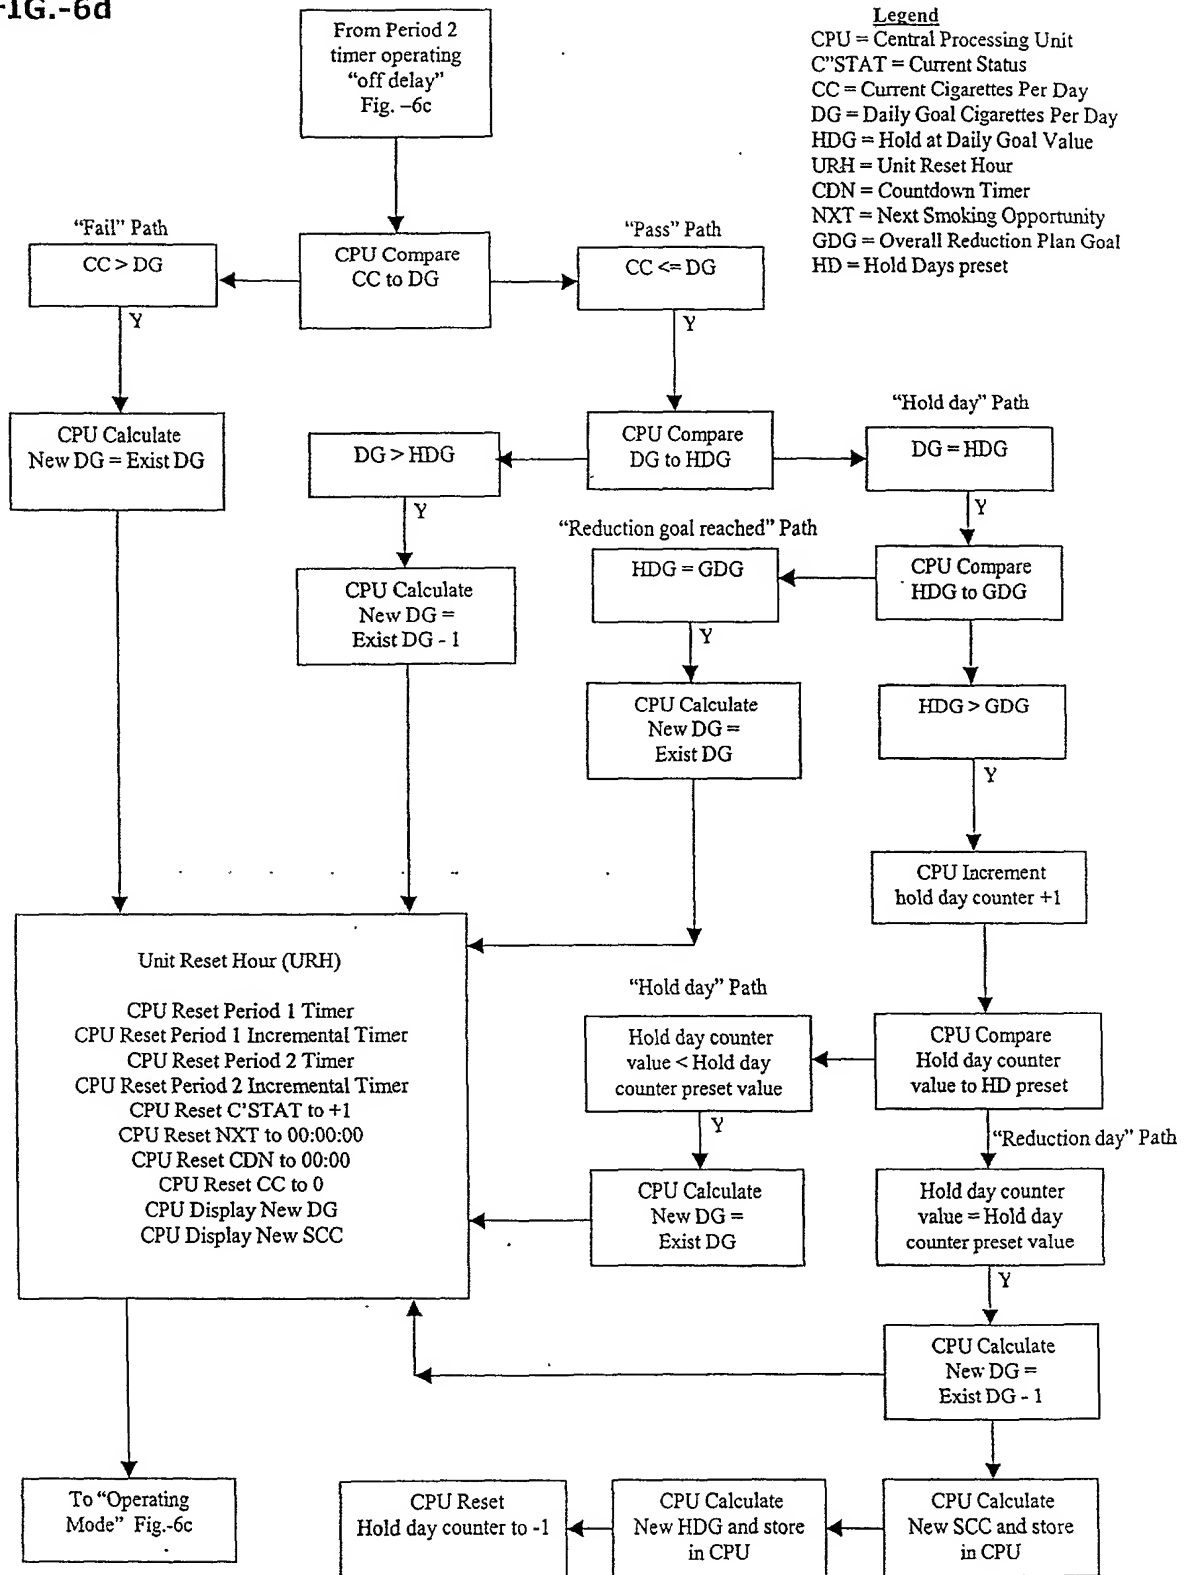 FIG.-6d
From Period 2
timer operating
“off delay”
Fig. –6c
Legend
CPU = Central Processing Unit
C”STAT = Current Status
CC = Current Cigarettes Per Day
DG = Daily Goal Cigarettes Per Day
HDG = Hold at Daily Goal Value
URH = Unit Reset Hour
CDN = Countdown Timer
NXT = Next Smoking Opportunity
GDG = Overall Reduction Plan Goal
HD = Hold Days preset
“Fail” Path
CC > DG
Y
CPU Compare
CC to DG
“Pass” Path
CC <= DG
Y
CPU Calculate
New DG = Exist DG
DG > HDG
Y
CPU Compare
DG to HDG
“Hold day” Path
DG = HDG
Y
CPU Calculate
New DG =
Exist DG - 1
“Reduction goal reached” Path
HDG = GDG
Y
CPU Compare
HDG to GDG
CPU Calculate
New DG =
Exist DG
HDG > GDG
Y
CPU Increment
hold day counter +1
Unit Reset Hour (URH)
CPU Reset Period 1 Timer
CPU Reset Period 1 Incremental Timer
CPU Reset Period 2 Timer
CPU Reset Period 2 Incremental Timer
CPU Reset C’STAT to +1
CPU Reset NXT to 00:00:00
CPU Reset CDN to 00:00
CPU Reset CC to 0
CPU Display New DG
CPU Display New SCC
“Hold day” Path
Hold day counter
value < Hold day
counter preset value
Y
CPU Compare
Hold day counter
value to HD preset
“Reduction day” Path
CPU Calculate
New DG =
Exist DG
Hold day counter
value = Hold day
counter preset value
Y
CPU Calculate
New DG =
Exist DG - 1
To “Operating
Mode” Fig.-6c
CPU Reset
Hold day counter to -1
CPU Calculate
New HDG and store
in CPU
CPU Calculate
New SCC and store
in CPU